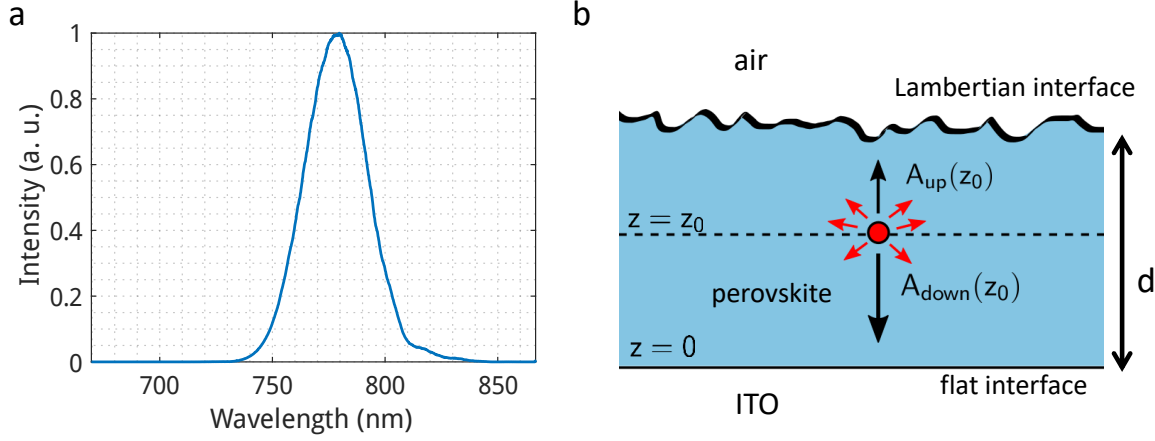 a
1
0.8
0.6
0.4
0.2
0
Intensity (a. u.)
700
750
800
850
Wavelength (nm)
b
air
Lambertian interface
A_up(z_0)
z = z_0
perovskite
A_down(z_0)
d
z = 0
flat interface
ITO